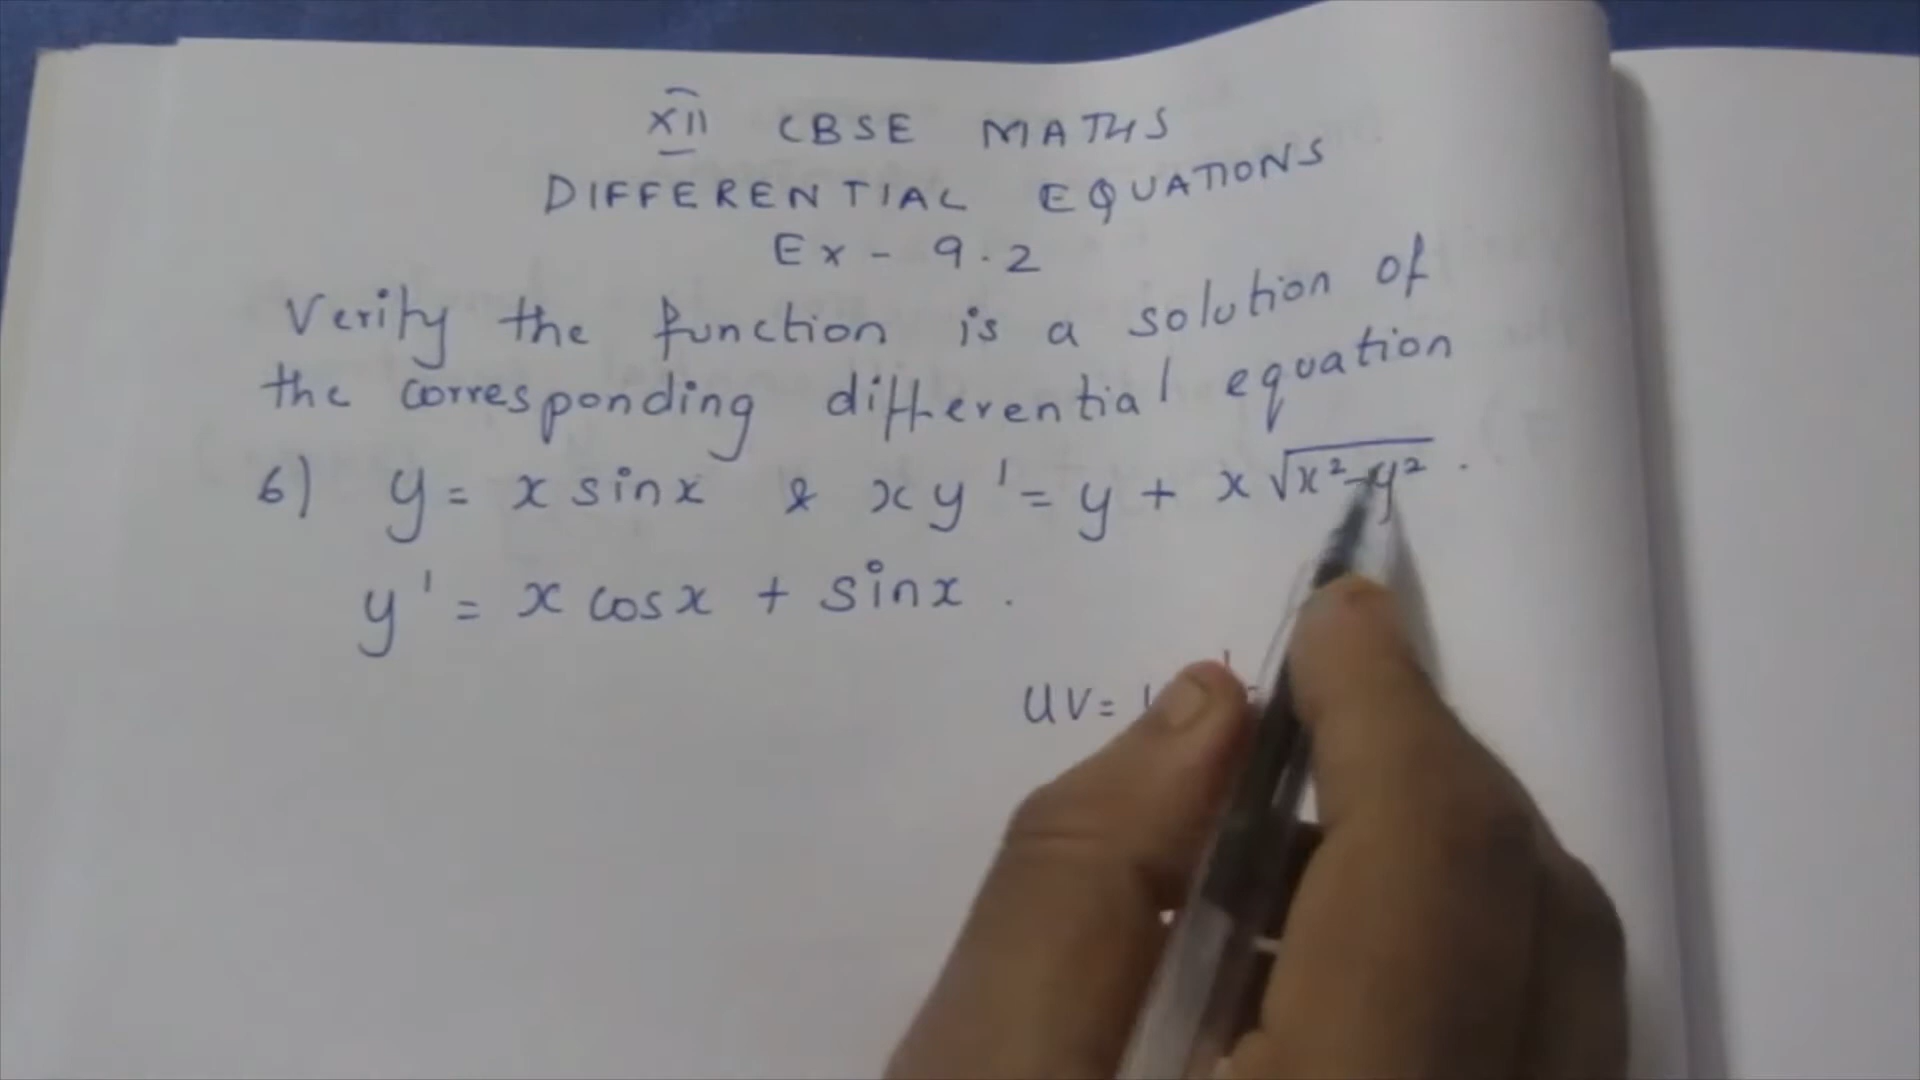 XII CBSE MATHS
DIFFERENTIAL EQUATIONS
Ex - 9.2
Verify the function is a solution of
the corresponding differential equation
6) y = x sinx & xy' = y + x √x²-y² .
y' = x cosx + sinx .
UV =